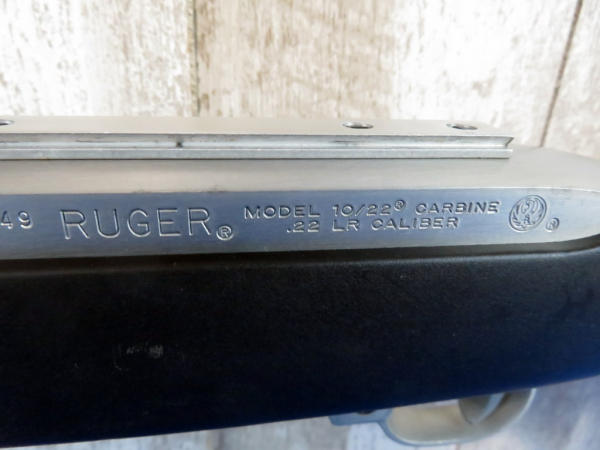 49 RUGER® MODEL 10/22® CARBINE
.22 LR CALIBER ®